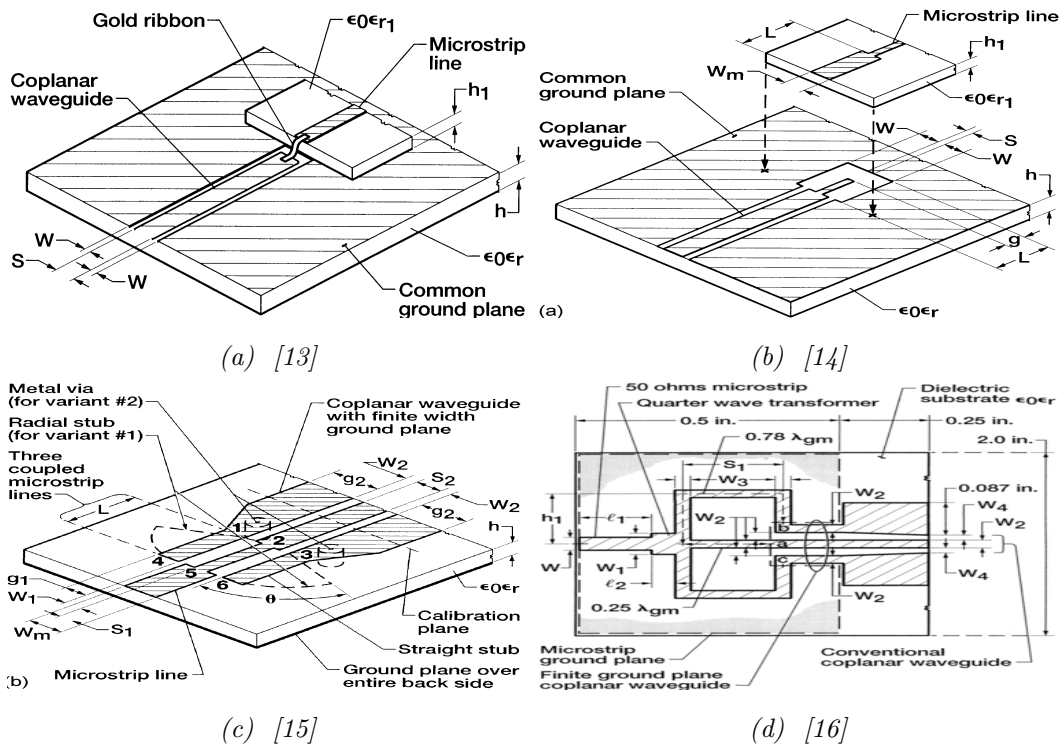 Gold ribbon
ϵ0ϵr1
Microstrip
line
Coplanar
waveguide
h1
h
W
S
W
ϵ0ϵr
Common
ground plane
(a) [13]
Microstrip line
L
h1
Wm
Common
ground plane
ϵ0ϵr1
Coplanar
waveguide
W
S
W
h
g
L
ϵ0ϵr
(a)
(b) [14]
Metal via
(for variant #2)
Radial stub
(for variant #1)
Three
coupled
microstrip
lines
Coplanar waveguide
with finite width
ground plane
W2
S2
g2
W2
g2
L
h
1
2
3
4
5
6
θ
g1
W1
Wm
S1
ϵ0ϵr
Calibration
plane
Straight stub
Ground plane over
entire back side
Microstrip line
(b)
(c) [15]
50 ohms microstrip
Quarter wave transformer
Dielectric
substrate ϵ0ϵr
0.5 in.
0.25 in.
0.78 λgm
2.0 in.
S1
W3
W2
0.087 in.
W4
W2
h1
ℓ1
W2
b
a
c
W
W1
ℓ2
W2
W4
0.25 λgm
Microstrip
ground plane
Finite ground plane
coplanar waveguide
Conventional
coplanar waveguide
(d) [16]